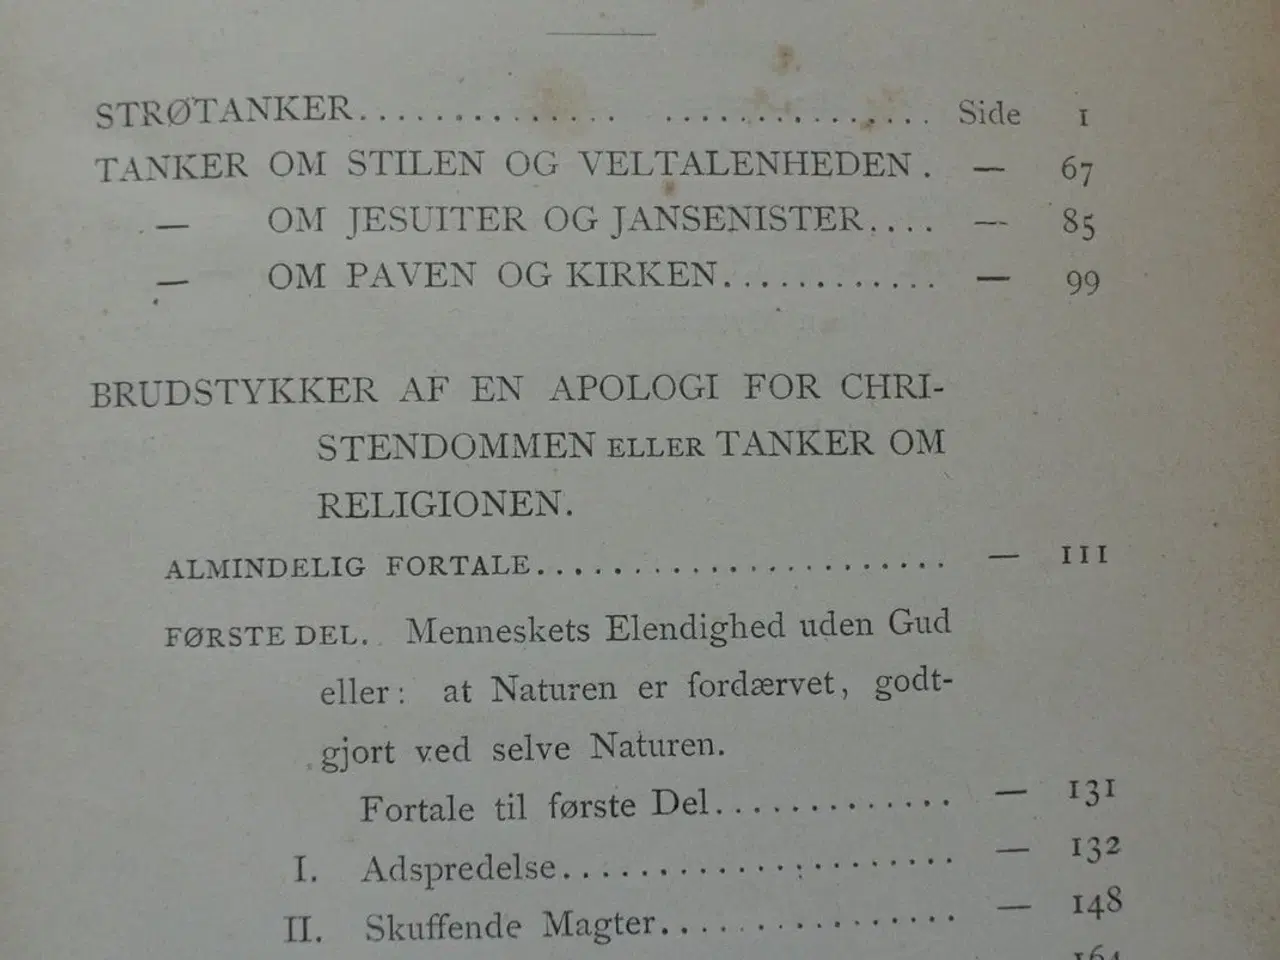 STRØTANKER.............. .............. Side 1
TANKER OM STILEN OG VELTALENHEDEN. — 67
— OM JESUITER OG JANSENISTER.... — 85
— OM PAVEN OG KIRKEN............ — 99
BRUDSTYKKER AF EN APOLOGI FOR CHRI-
STENDOMMEN ELLER TANKER OM
RELIGIONEN.
ALMINDELIG FORTALE...................... — 111
FØRSTE DEL. Menneskets Elendighed uden Gud
eller: at Naturen er fordærvet, godt-
gjort ved selve Naturen.
Fortale til første Del............. — 131
I. Adspredelse..................... — 132
II. Skuffende Magter................ — 148
164